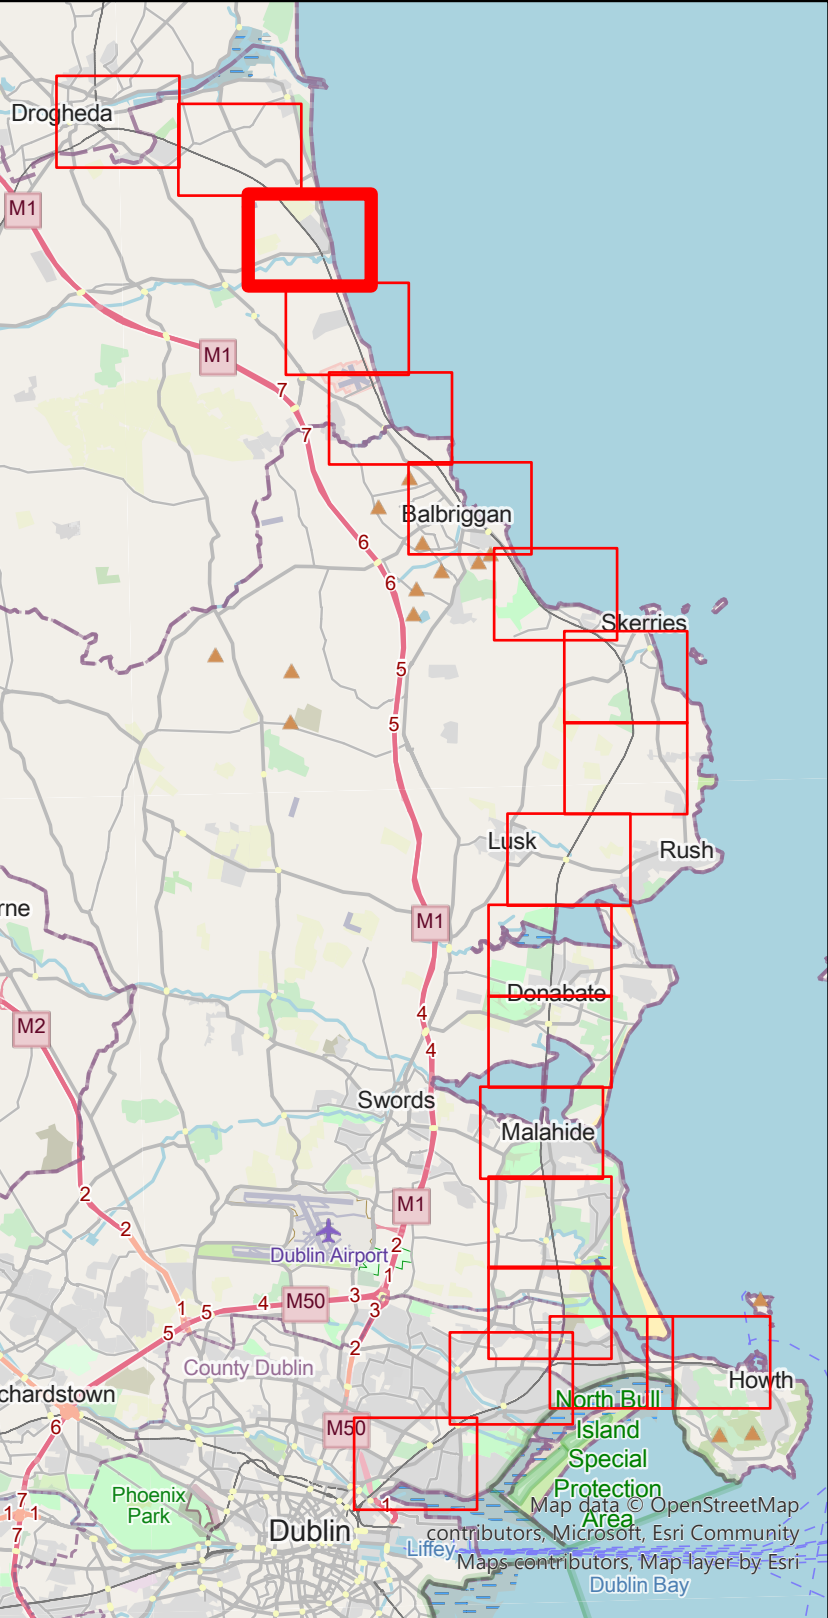 Drogheda
M1
M1
7
7
Balbriggan
6
6
Skerries
5
5
Lusk
Rush
rne
M1
Donabate
M2
4
4
Swords
Malahide
2
M1
2
2
Dublin Airport
1
M50
3
4
5
1
3
5
2
County Dublin
Howth
chardstown
North Bull
Island
Special
Protection
Area
6
M50
Phoenix
Park
7
1
1
7
1
Dublin
Liffey
Map data © OpenStreetMap
contributors, Microsoft, Esri Community
Maps contributors, Map layer by Esri
Dublin Bay